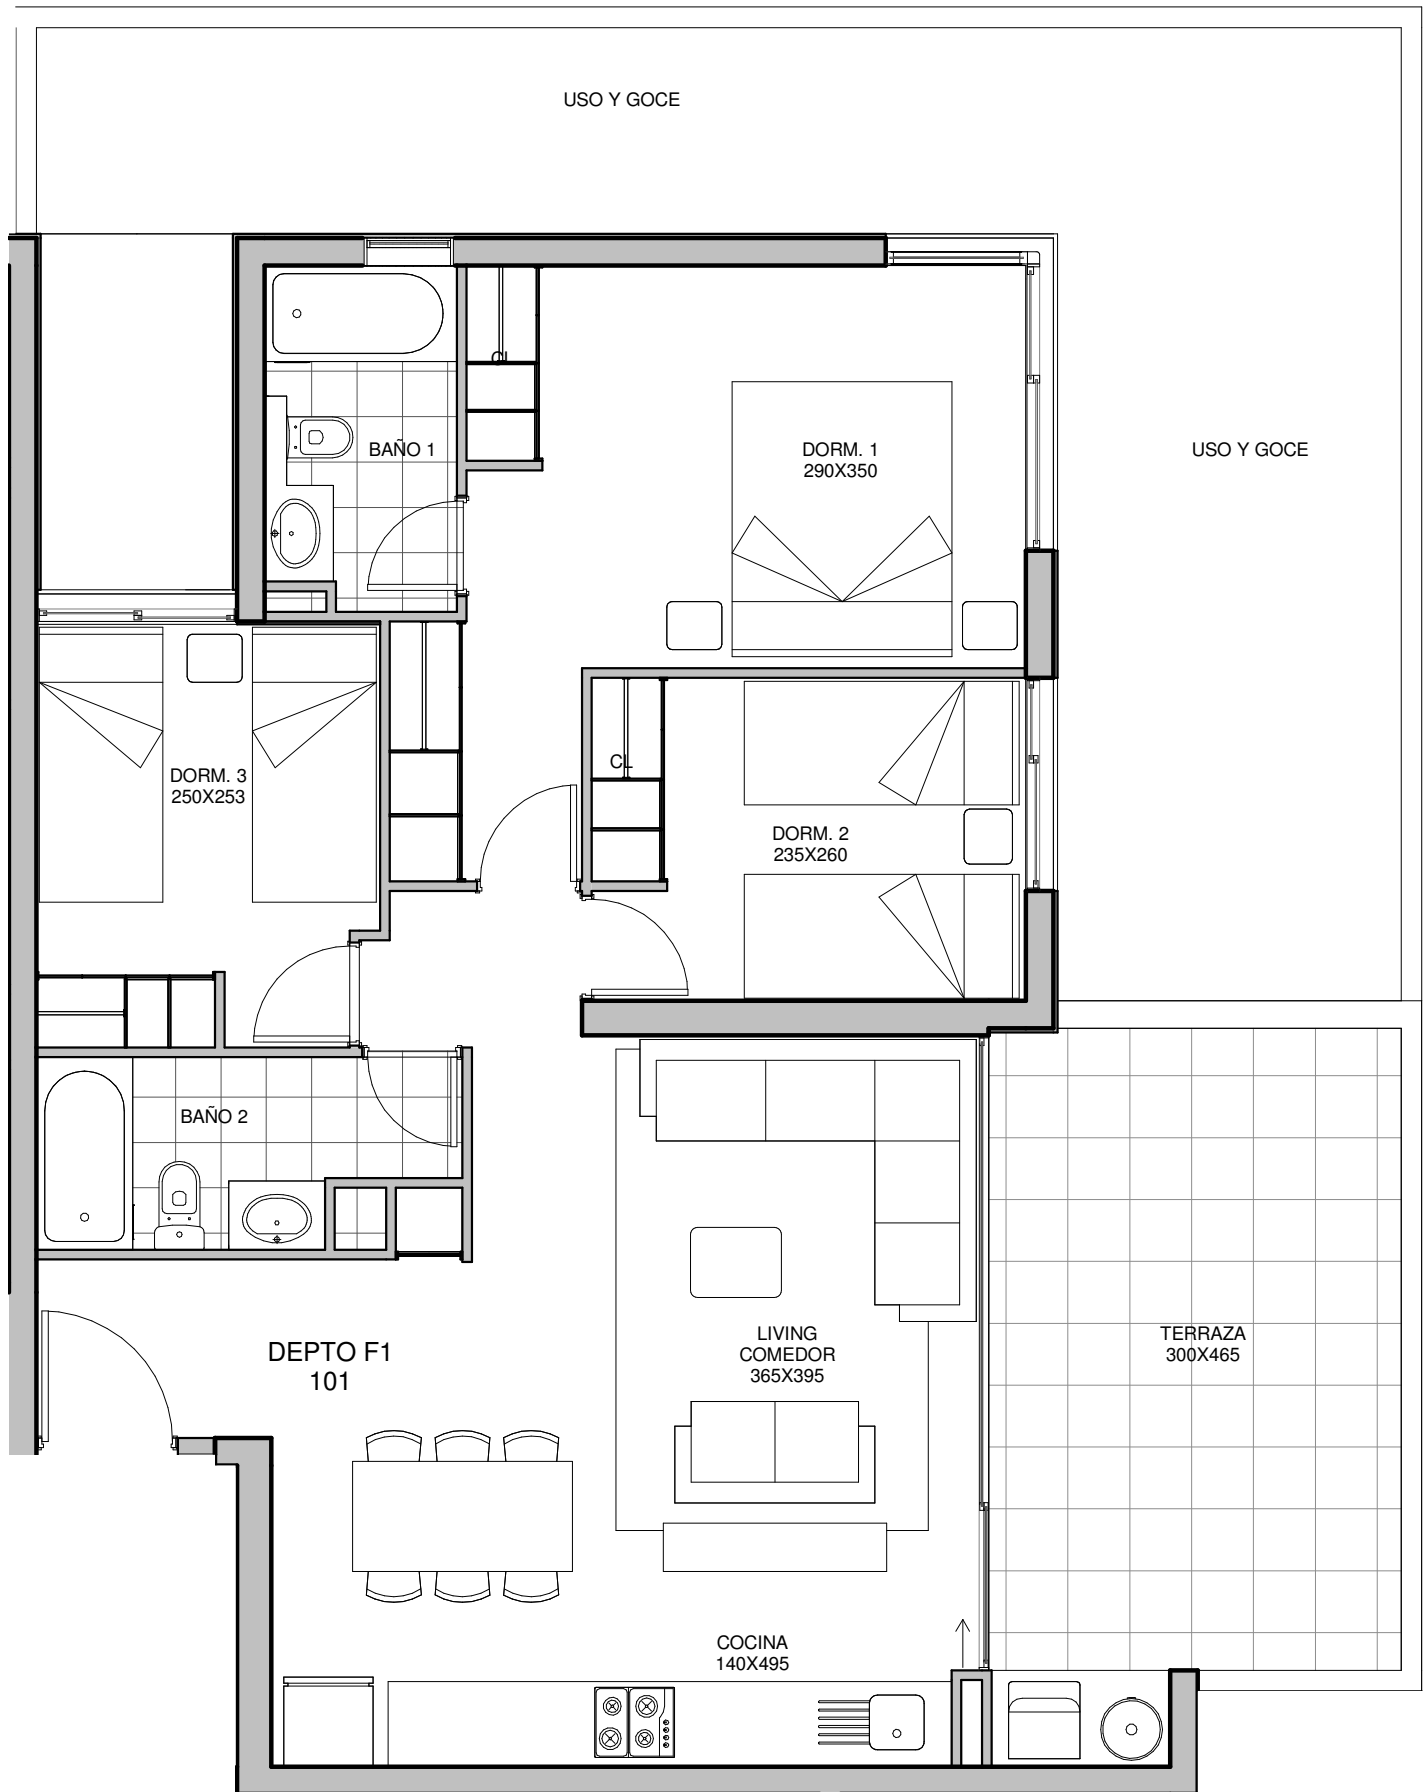 USO Y GOCE
CL
BAÑO 1
DORM. 1
290X350
USO Y GOCE
CL
DORM. 3
250X253
DORM. 2
235X260
BAÑO 2
DEPTO F1
101
LIVING
COMEDOR
365X395
TERRAZA
300X465
COCINA
140X495